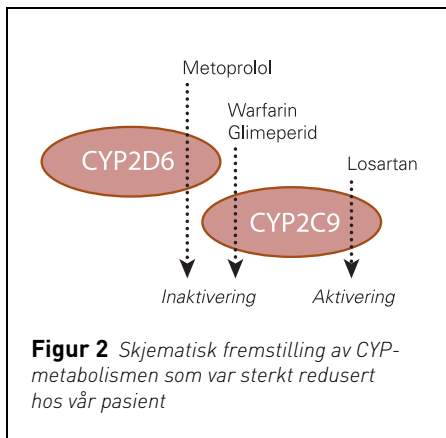 Metoprolol
Warfarin
Glimeperid
CYP2D6
Losartan
CYP2C9
Inaktivering
Aktivering
Figur 2 Skjematisk fremstilling av CYP-
metabolismen som var sterkt redusert
hos vår pasient